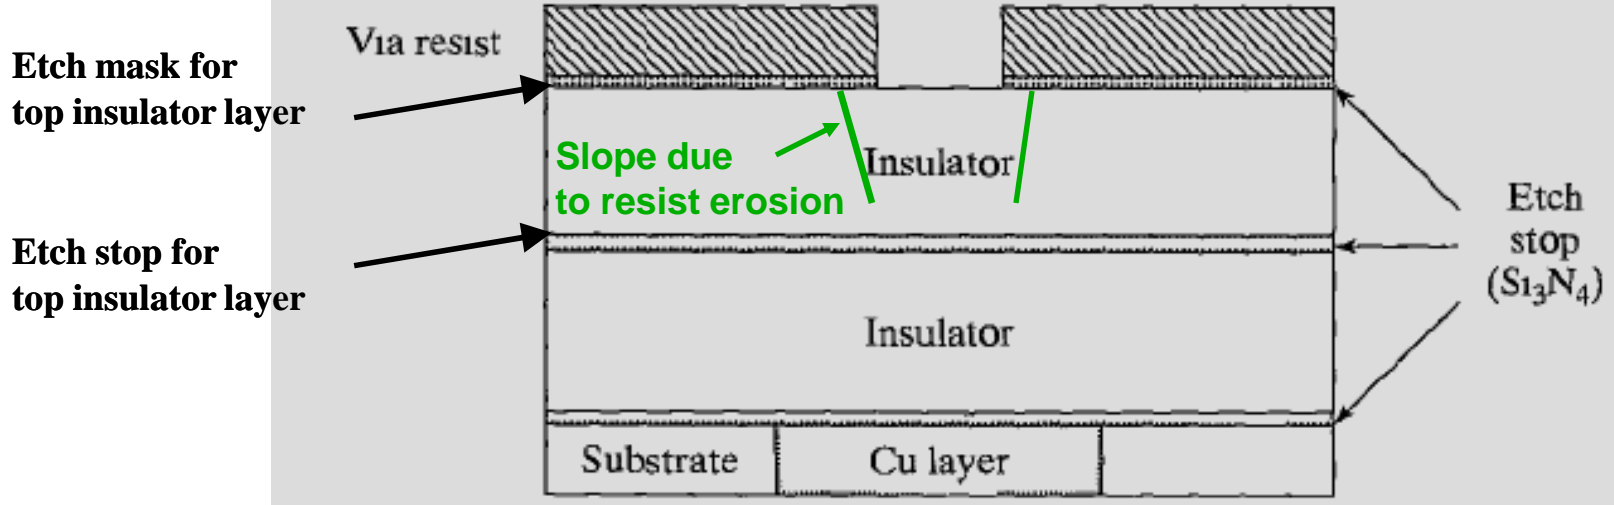 Via resist
Etch mask for
top insulator layer
Slope due
to resist erosion
Insulator
Etch
stop
(Si₃N₄)
Etch stop for
top insulator layer
Insulator
Substrate
Cu layer